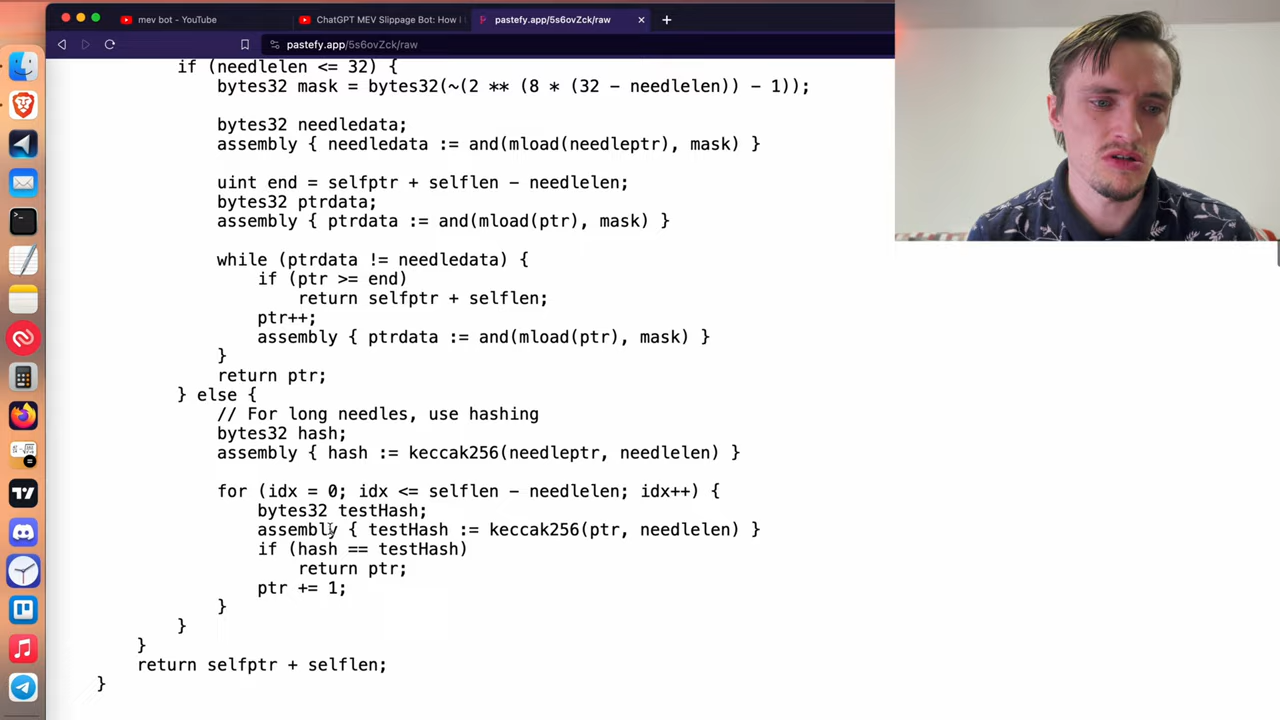 mev bot - YouTube
ChatGPT MEV Slippage Bot: How I
pastefy.app/5s6ovZck/raw
pastefy.app/5s6ovZck/raw
if (needlelen <= 32) {
bytes32 mask = bytes32(~(2 ** (8 * (32 - needlelen)) - 1));
bytes32 needledata;
assembly { needledata := and(mload(needleptr), mask) }
uint end = selfptr + selflen - needlelen;
bytes32 ptrdata;
assembly { ptrdata := and(mload(ptr), mask) }
while (ptrdata != needledata) {
if (ptr >= end)
return selfptr + selflen;
ptr++;
assembly { ptrdata := and(mload(ptr), mask) }
}
return ptr;
} else {
// For long needles, use hashing
bytes32 hash;
assembly { hash := keccak256(needleptr, needlelen) }
for (idx = 0; idx <= selflen - needlelen; idx++) {
bytes32 testHash;
assembly { testHash := keccak256(ptr, needlelen) }
if (hash == testHash)
return ptr;
ptr += 1;
}
}
}
return selfptr + selflen;
}